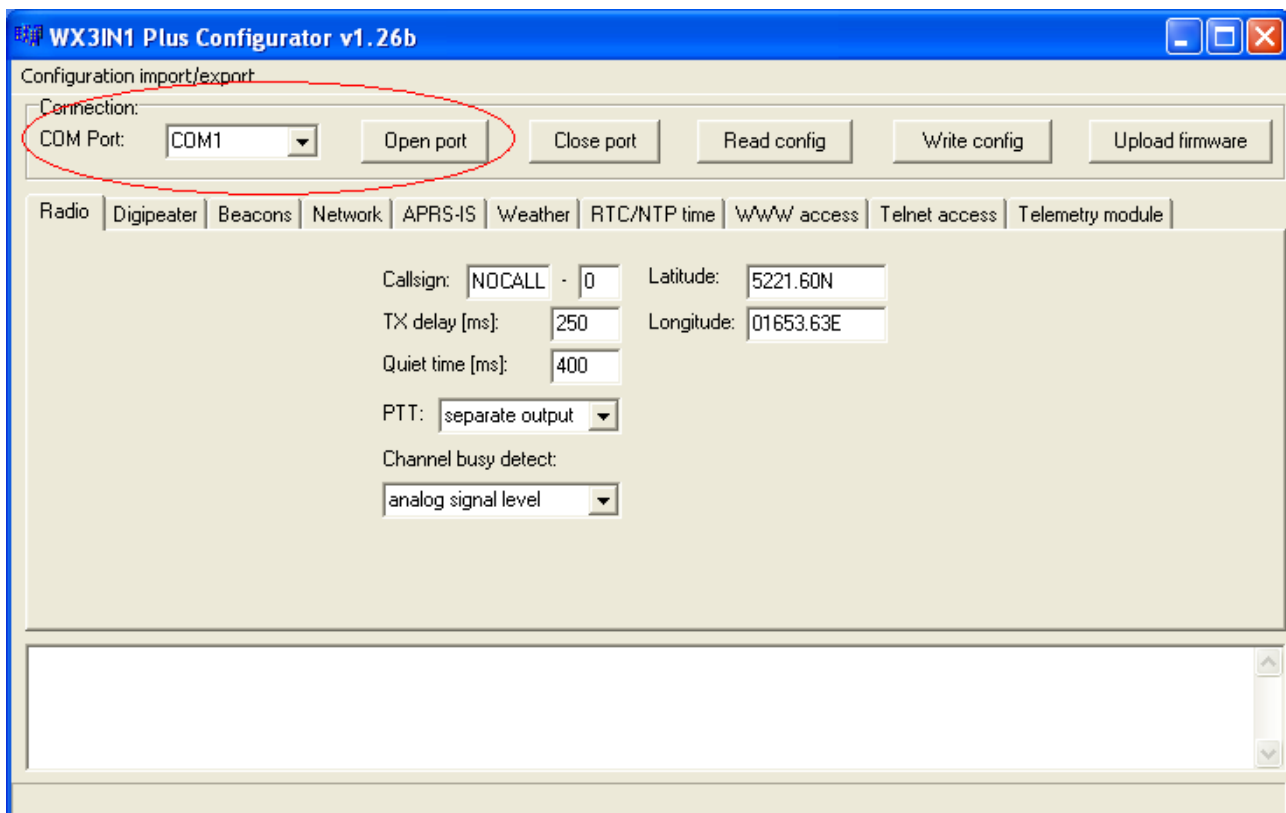 WX3IN1 Plus Configurator v1.26b
Configuration import/export
Connection:
COM Port: COM1 Open port Close port Read config Write config Upload firmware
Radio Digipeater Beacons Network APRS-IS Weather RTC/NTP time WWW access Telnet access Telemetry module
Callsign: NOCALL - 0 Latitude: 5221.60N
TX delay [ms]: 250 Longitude: 01653.63E
Quiet time [ms]: 400
PTT: separate output
Channel busy detect:
analog signal level